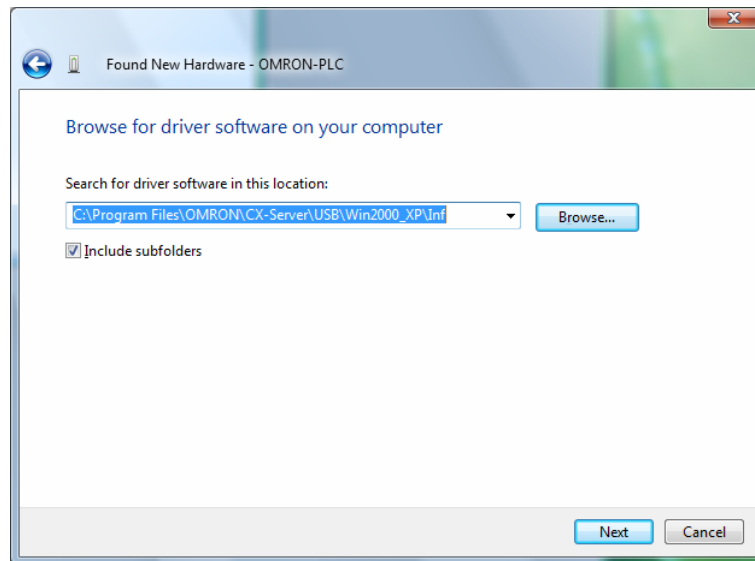 Found New Hardware - OMRON-PLC
Browse for driver software on your computer
Search for driver software in this location:
C:\Program Files\OMRON\CX-Server\USB\Win2000_XP\Inf
Browse...
Include subfolders
Next
Cancel